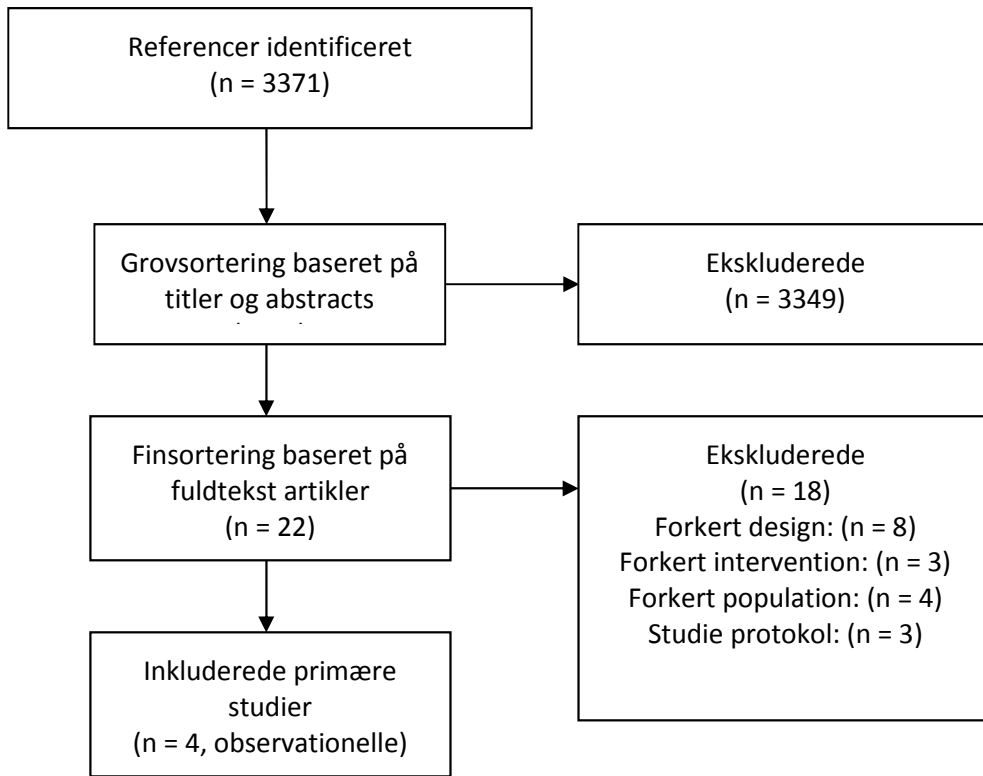 Referencer identificeret
(n = 3371)
Grovsortering baseret på
titler og abstracts
Ekskluderede
(n = 3349)
Finsortering baseret på
fuldtekst artikler
(n = 22)
Ekskluderede
(n = 18)
Forkert design: (n = 8)
Forkert intervention: (n = 3)
Forkert population: (n = 4)
Studie protokol: (n = 3)
Inkluderede primære
studier
(n = 4, observationelle)